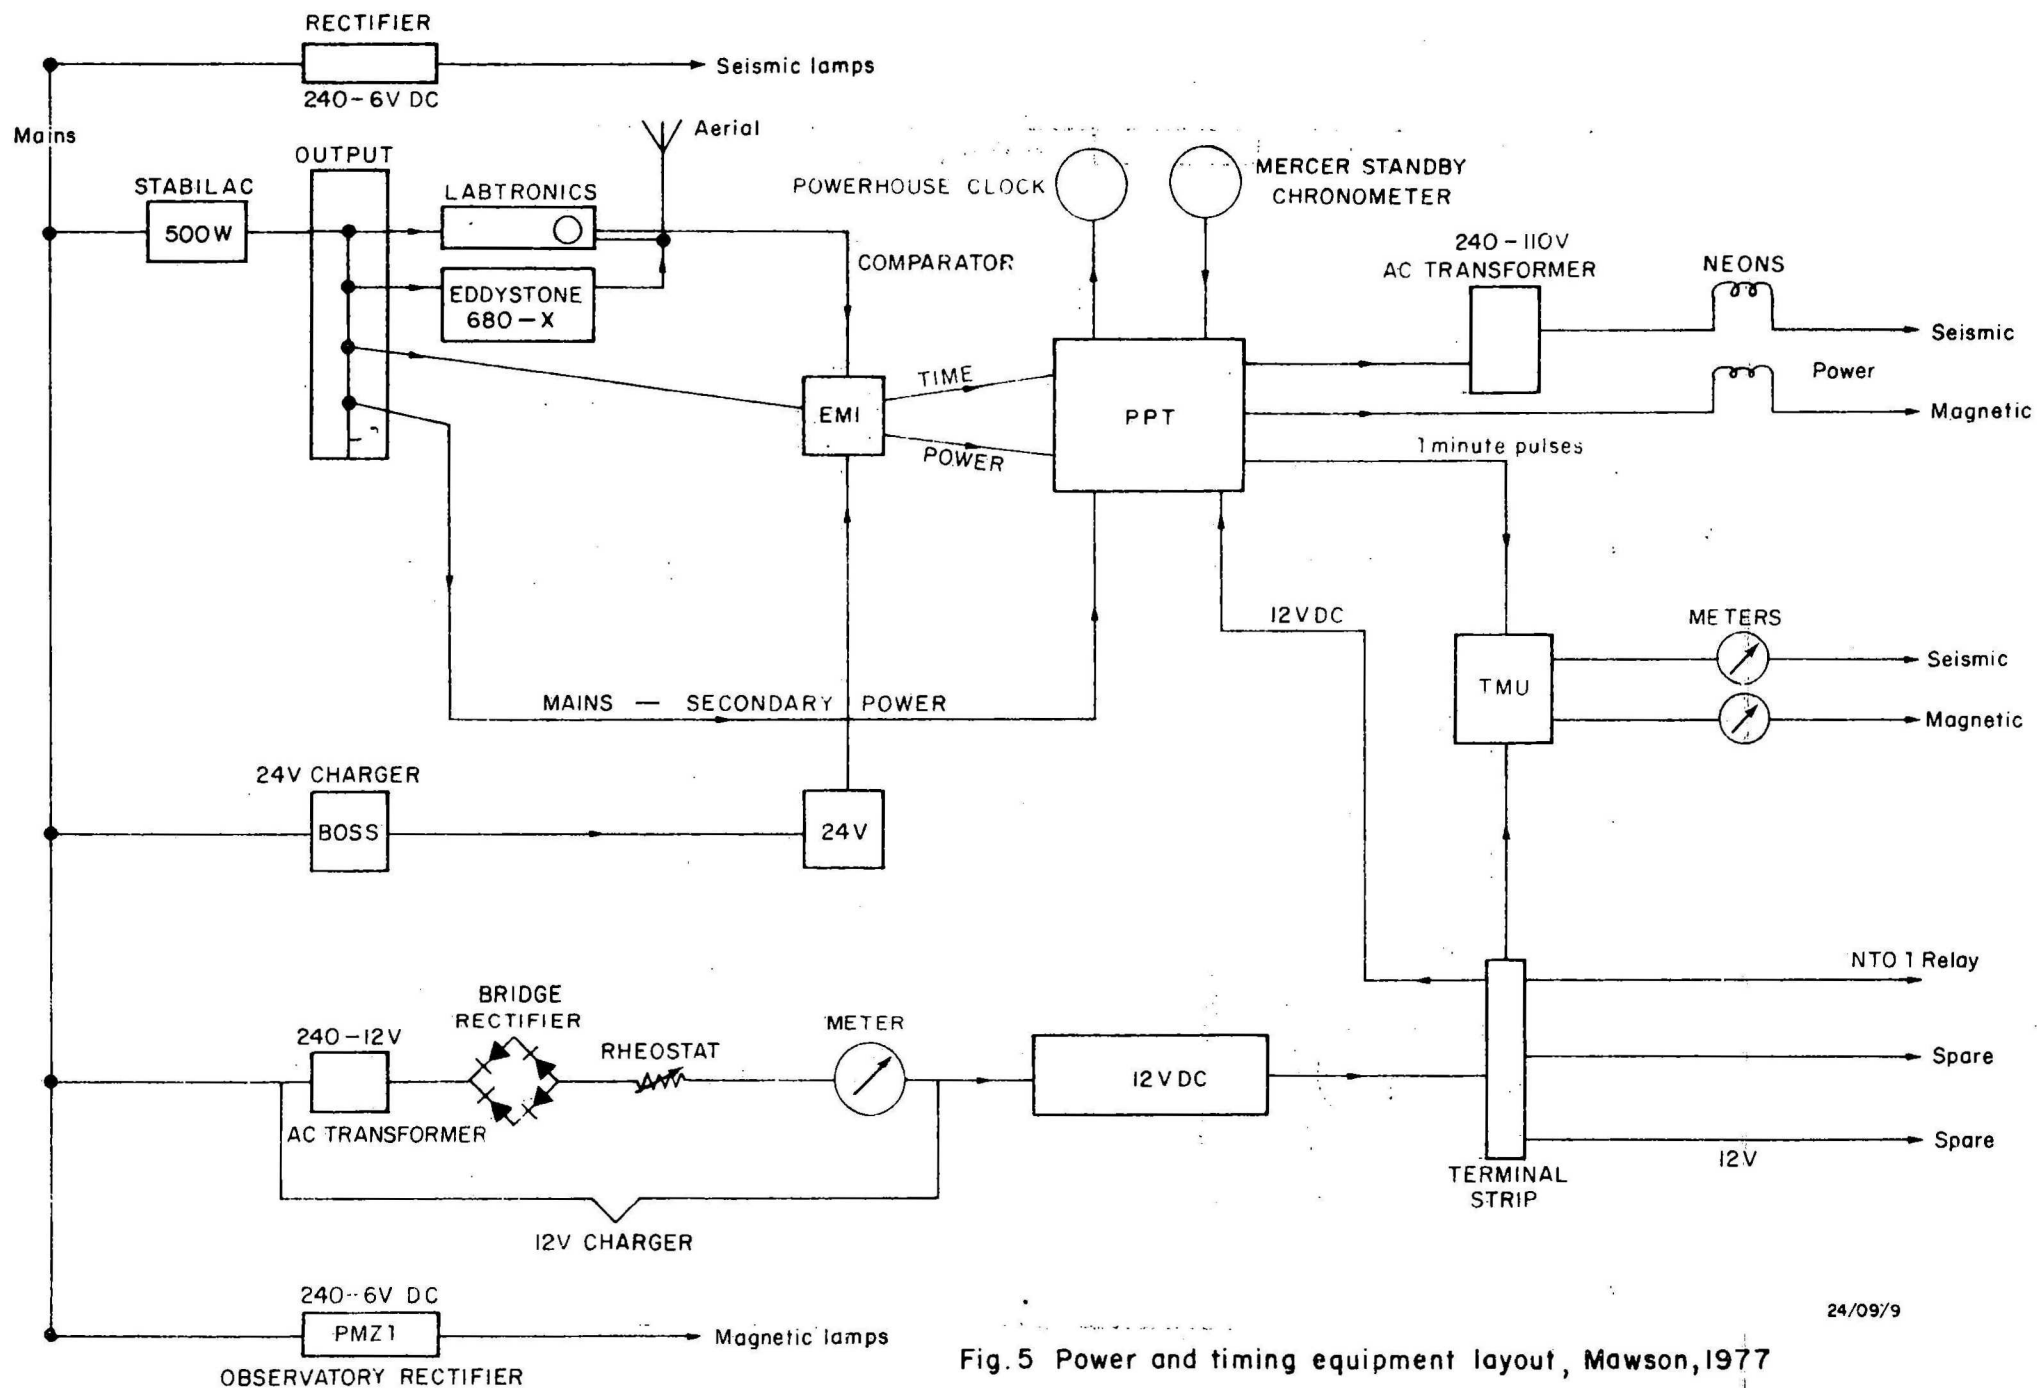 RECTIFIER
240-6V DC
Seismic lamps
Mains
Aerial
OUTPUT
STABILAC
500W
LABTRONICS
EDDYSTONE
680-X
COMPARATOR
POWERHOUSE CLOCK
MERCER STANDBY
CHRONOMETER
240-110V
AC TRANSFORMER
NEONS
Seismic
Power
Magnetic
EMI
TIME
POWER
PPT
1 minute pulses
12V DC
METERS
TMU
Seismic
Magnetic
MAINS — SECONDARY POWER
24V CHARGER
BOSS
24V
NTO 1 Relay
Spare
Spare
12V
TERMINAL
STRIP
240-12V
AC TRANSFORMER
BRIDGE
RECTIFIER
RHEOSTAT
METER
12V DC
12V CHARGER
240-6V DC
PMZ1
OBSERVATORY RECTIFIER
Magnetic lamps
24/09/9
Fig. 5 Power and timing equipment layout, Mawson, 1977